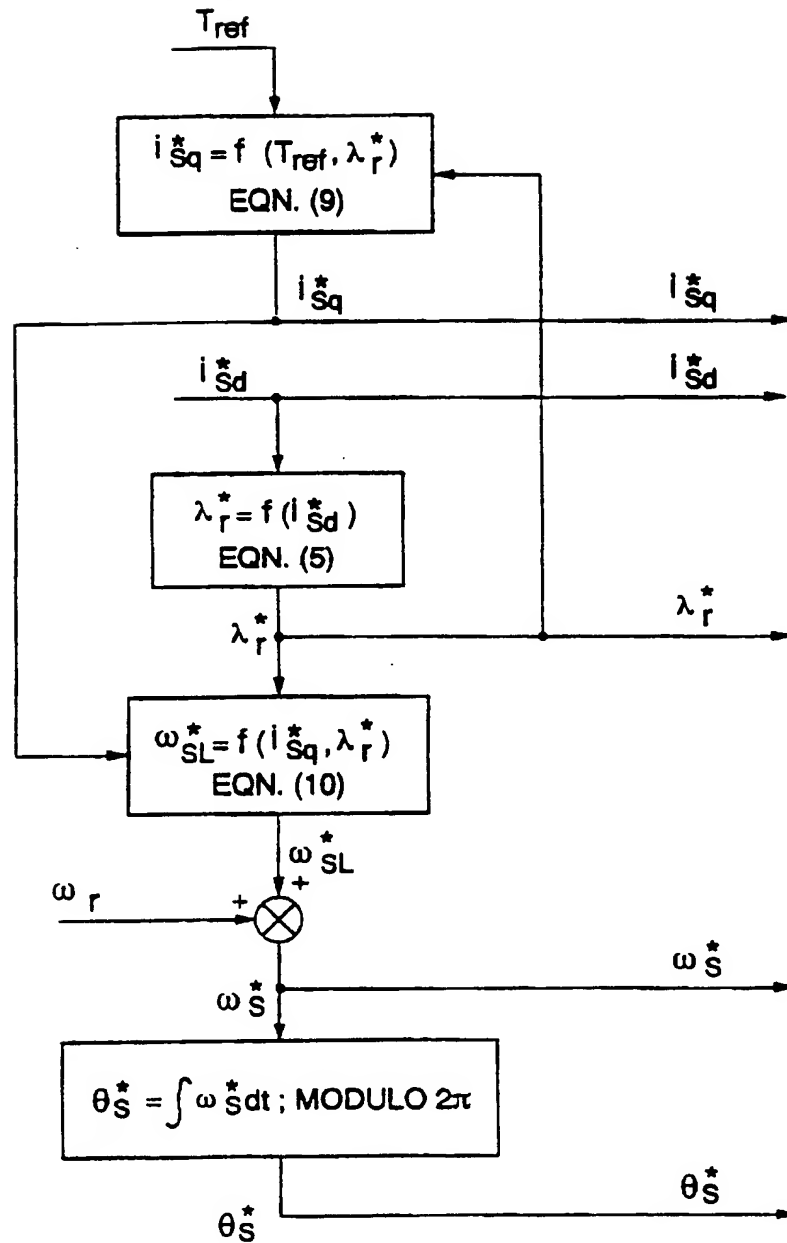 T_ref
i*_Sq = f (T_ref, λ*_r)
EQN. (9)
i*_Sq
i*_Sq
i*_Sd
i*_Sd
λ*_r = f (i*_Sd)
EQN. (5)
λ*_r
λ*_r
ω*_SL = f (i*_Sq, λ*_r)
EQN. (10)
ω*_SL
+
ω_r
+
ω*_S
ω*_S
θ*_S = ∫ ω*_S dt ; MODULO 2π
θ*_S
θ*_S